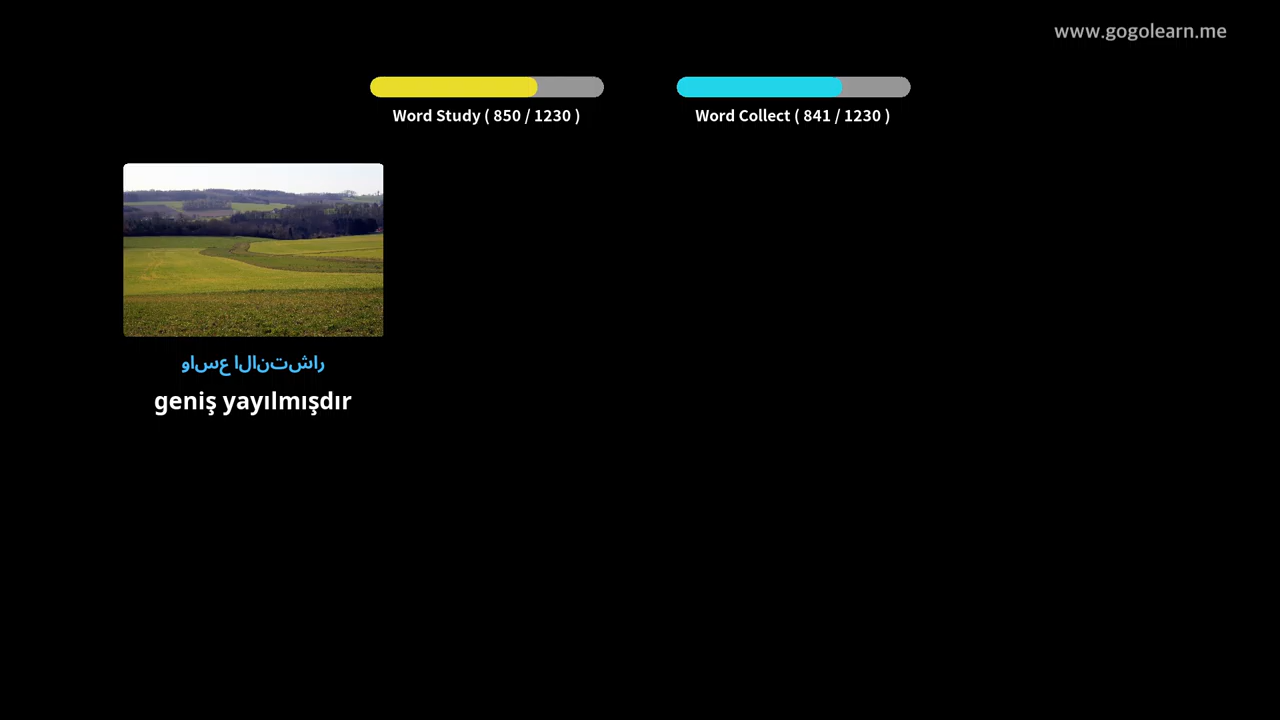 www.gogolearn.me
Word Study ( 850 / 1230 )
Word Collect ( 841 / 1230 )
واسع الانتشار
geniş yayılmışdır